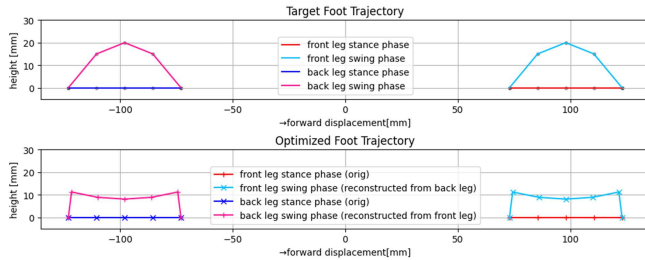 Target Foot Trajectory
height [mm]
30
20
10
0
front leg stance phase
front leg swing phase
back leg stance phase
back leg swing phase
−100
−50
0
50
100
→forward displacement[mm]
Optimized Foot Trajectory
height [mm]
30
20
10
0
front leg stance phase (orig)
front leg swing phase (reconstructed from back leg)
back leg stance phase (orig)
back leg swing phase (reconstructed from front leg)
−100
−50
0
50
100
→forward displacement[mm]